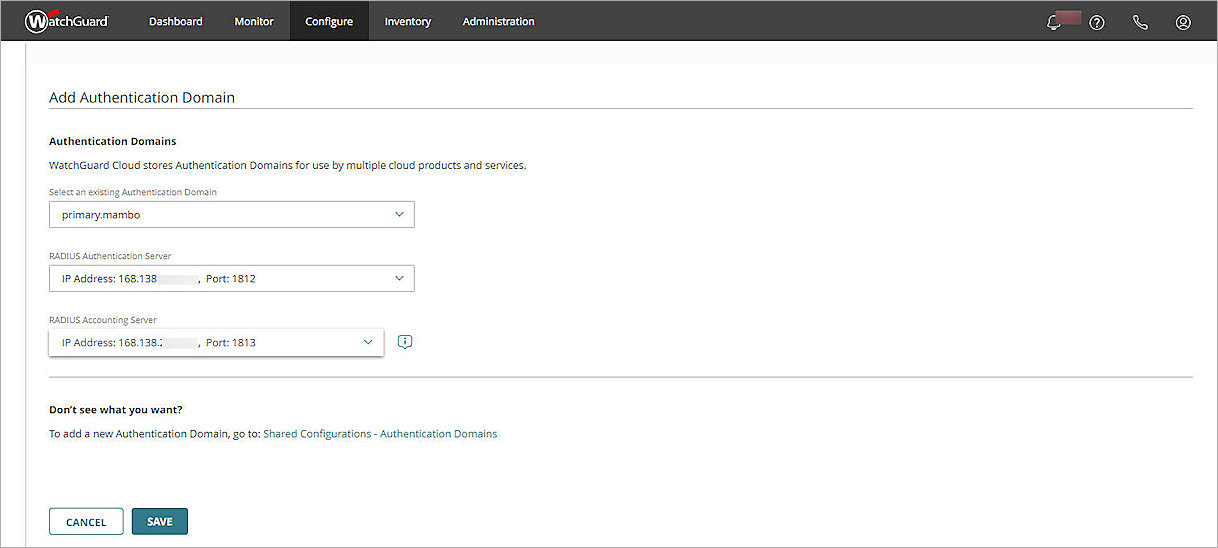 WatchGuard Dashboard Monitor Configure Inventory Administration
Add Authentication Domain
Authentication Domains
WatchGuard Cloud stores Authentication Domains for use by multiple cloud products and services.
Select an existing Authentication Domain
primary.mambo
RADIUS Authentication Server
IP Address: 168.138 , Port: 1812
RADIUS Accounting Server
IP Address: 168.138. , Port: 1813
Don't see what you want?
To add a new Authentication Domain, go to: Shared Configurations - Authentication Domains
CANCEL SAVE